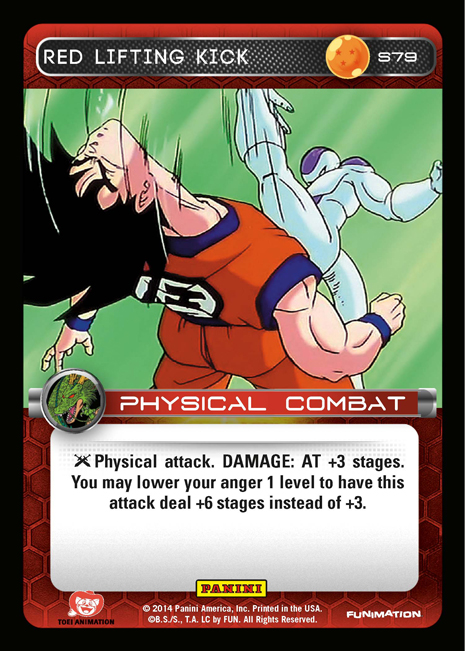 RED LIFTING KICK
S79
PHYSICAL COMBAT
Physical attack. DAMAGE: AT +3 stages.
You may lower your anger 1 level to have this
attack deal +6 stages instead of +3.
PANINI
TOEI ANIMATION
© 2014 Panini America, Inc. Printed in the USA.
©B.S./S., T.A. LC by FUN. All Rights Reserved.
FUNIMATION